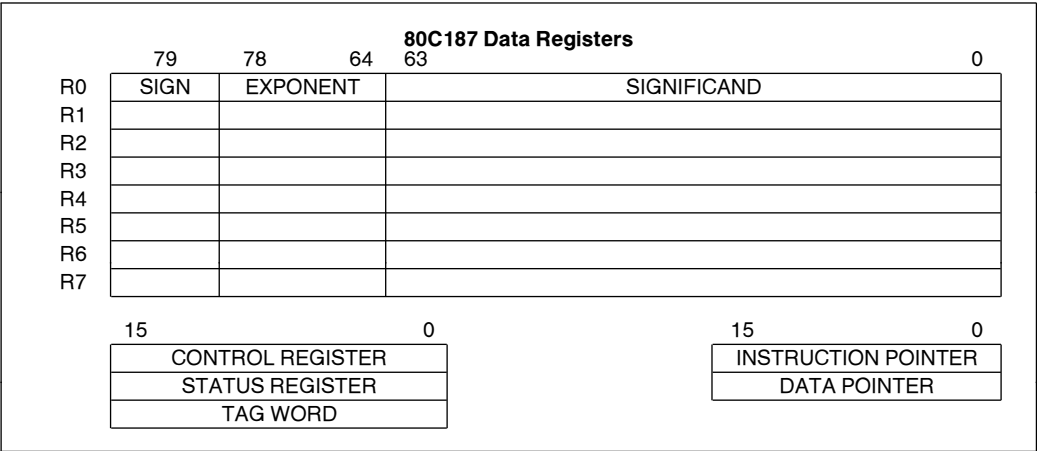 80C187 Data Registers
79 78 64 63 0
R0 SIGN EXPONENT SIGNIFICAND
R1
R2
R3
R4
R5
R6
R7
15 0 15 0
CONTROL REGISTER INSTRUCTION POINTER
STATUS REGISTER DATA POINTER
TAG WORD